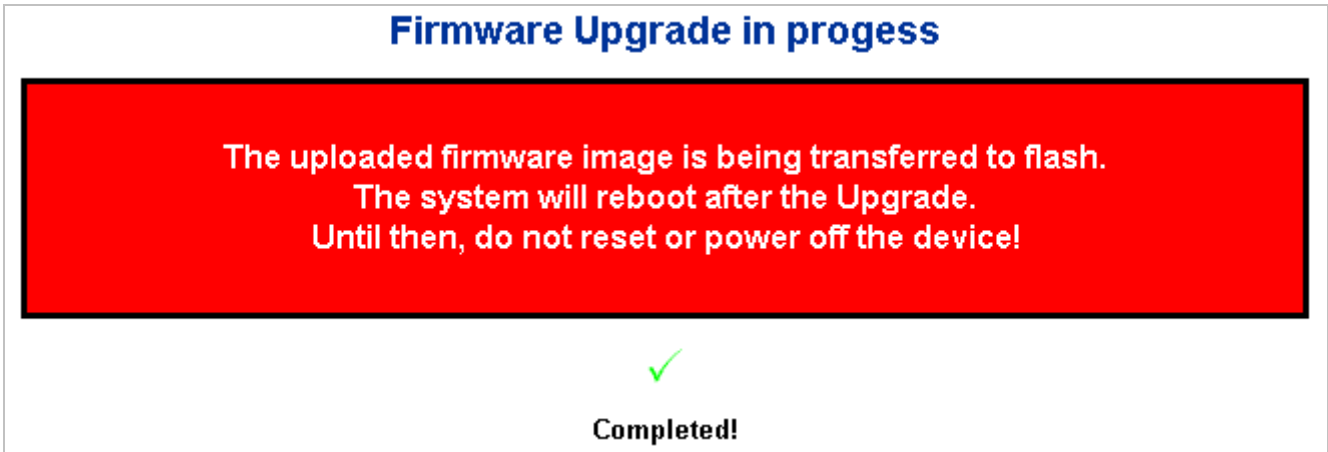 Firmware Upgrade in progess
The uploaded firmware image is being transferred to flash.
The system will reboot after the Upgrade.
Until then, do not reset or power off the device!
Completed!